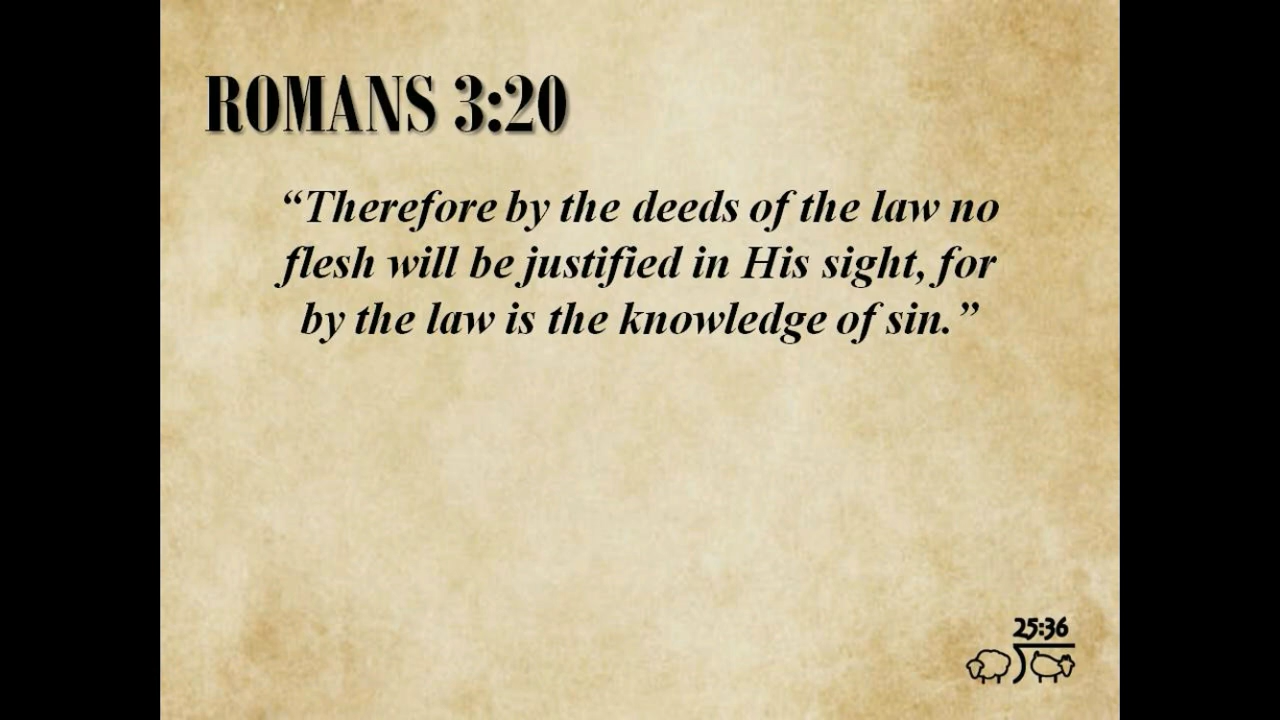 ROMANS 3:20
“Therefore by the deeds of the law no
flesh will be justified in His sight, for
by the law is the knowledge of sin.”
25:36